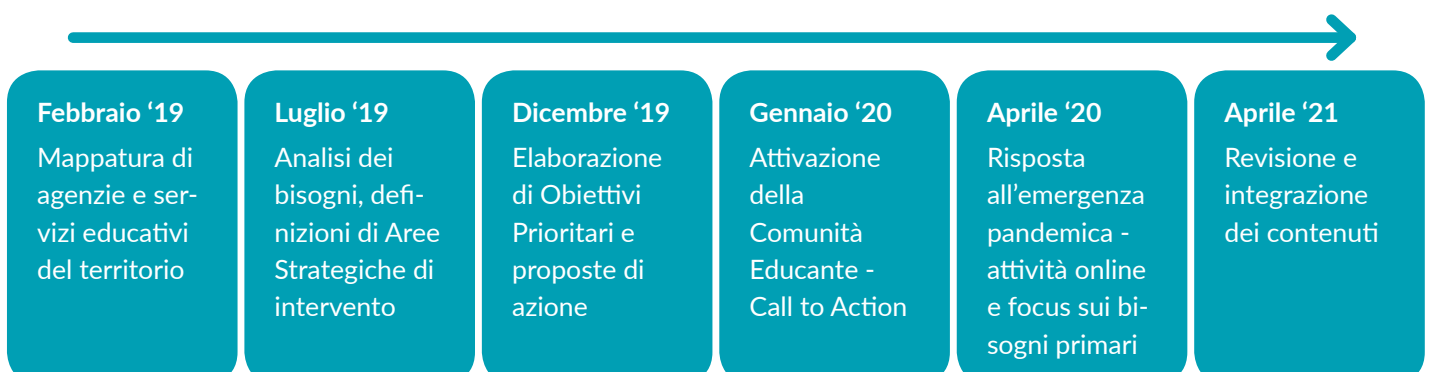 Febbraio ‘19
Mappatura di
agenzie e ser-
vizi educativi
del territorio
Luglio ‘19
Analisi dei
bisogni, defi-
nizioni di Aree
Strategiche di
intervento
Dicembre ‘19
Elaborazione
di Obiettivi
Prioritari e
proposte di
azione
Gennaio ‘20
Attivazione
della
Comunità
Educante -
Call to Action
Aprile ‘20
Risposta
all’emergenza
pandemica -
attività online
e focus sui bi-
sogni primari
Aprile ‘21
Revisione e
integrazione
dei contenuti